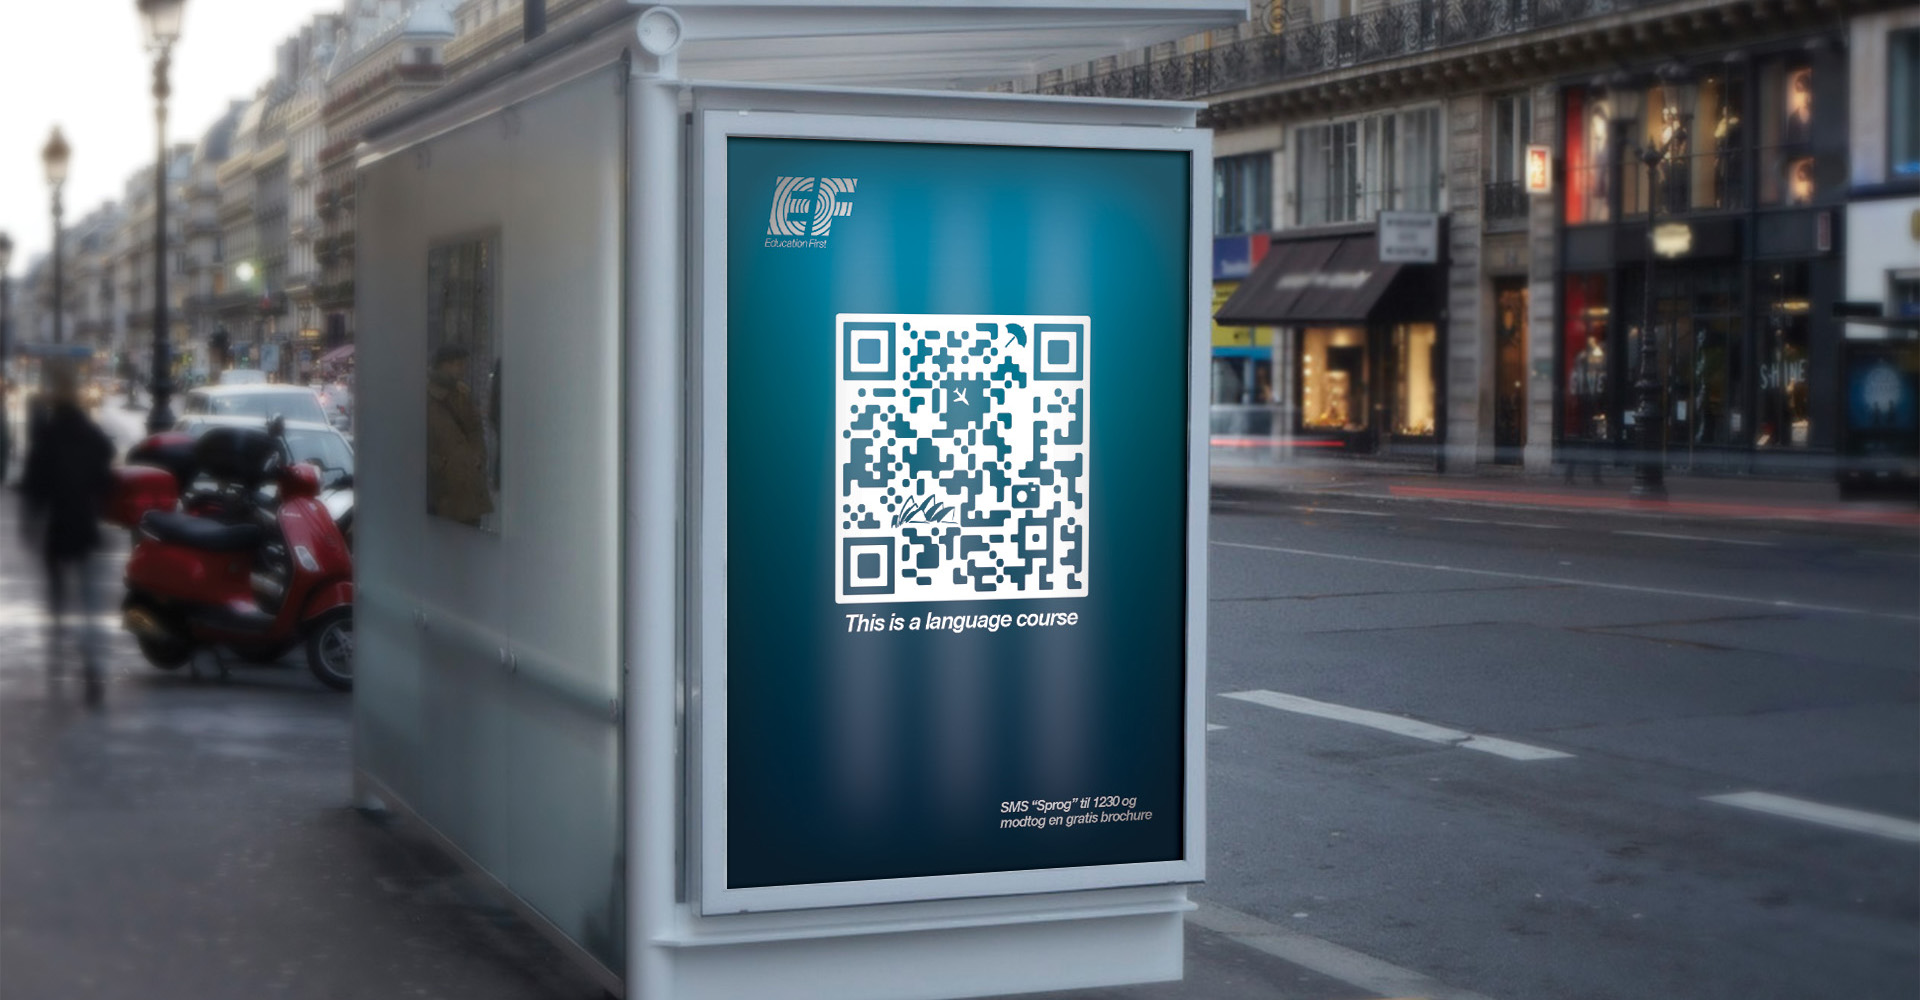 EF
Education First
This is a language course
SMS “Sprog” til 1230 og
modtog en gratis brochure